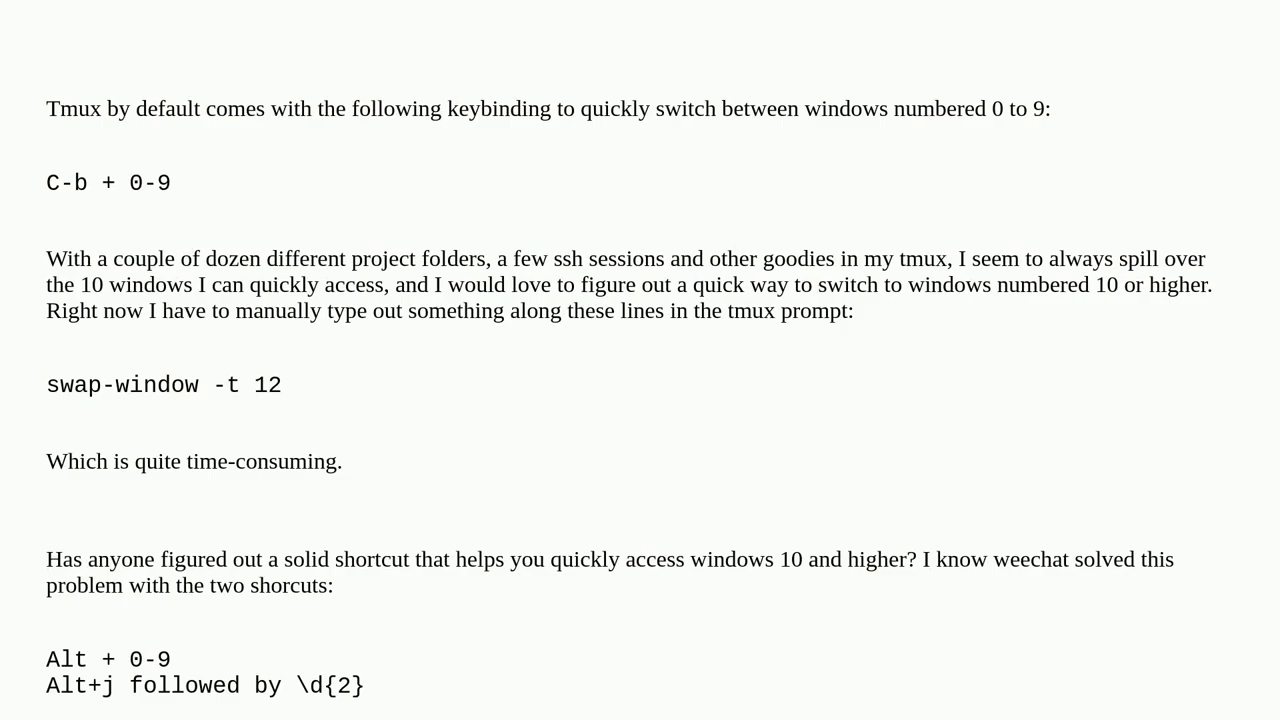 Tmux by default comes with the following keybinding to quickly switch between windows numbered 0 to 9:
C-b + 0-9
With a couple of dozen different project folders, a few ssh sessions and other goodies in my tmux, I seem to always spill over
the 10 windows I can quickly access, and I would love to figure out a quick way to switch to windows numbered 10 or higher.
Right now I have to manually type out something along these lines in the tmux prompt:
swap-window -t 12
Which is quite time-consuming.
Has anyone figured out a solid shortcut that helps you quickly access windows 10 and higher? I know weechat solved this
problem with the two shorcuts:
Alt + 0-9
Alt+j followed by \d{2}